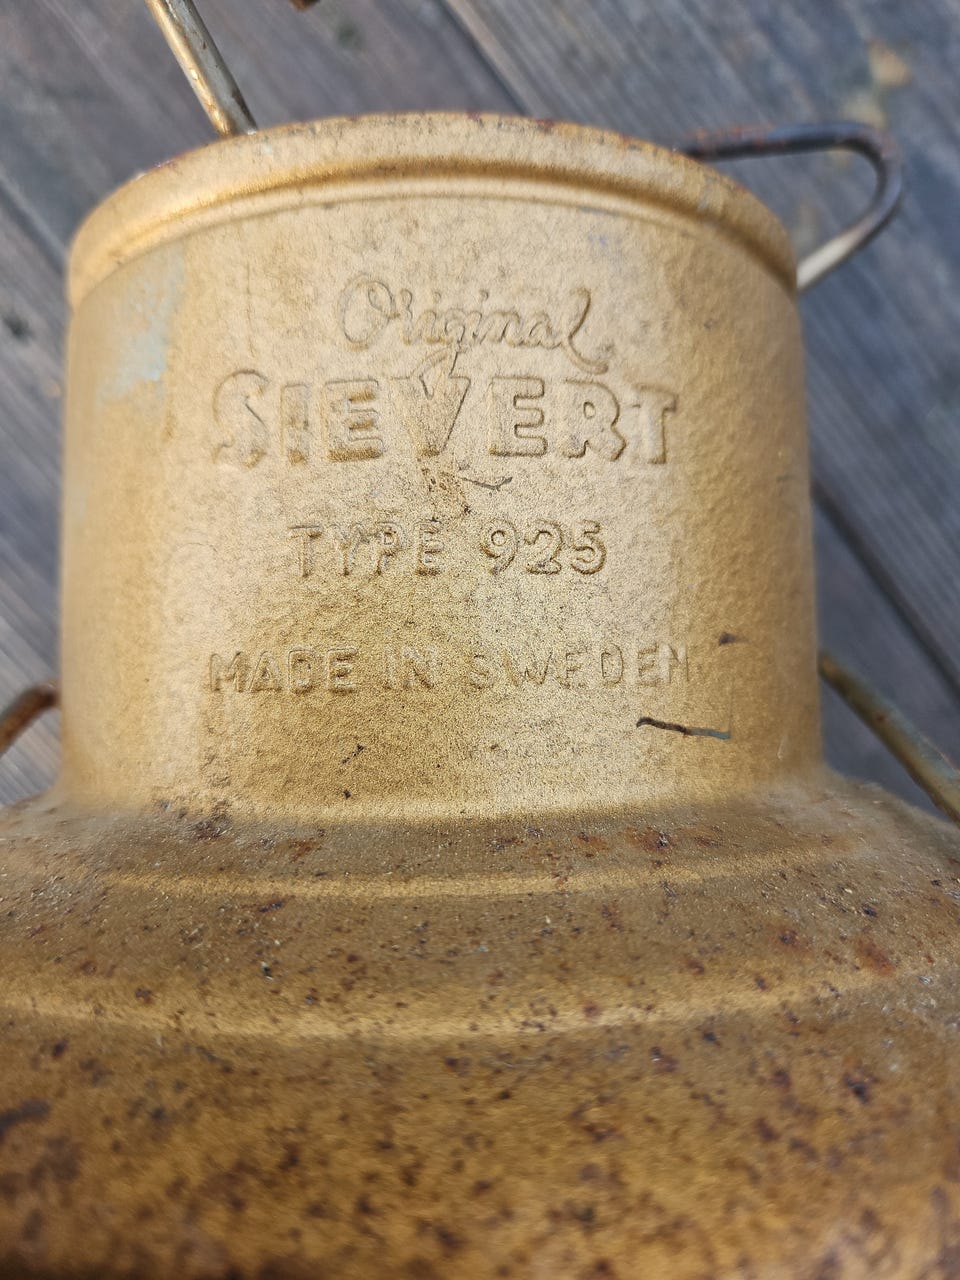 Original
SIEVERT
TYPE 925
MADE IN SWEDEN